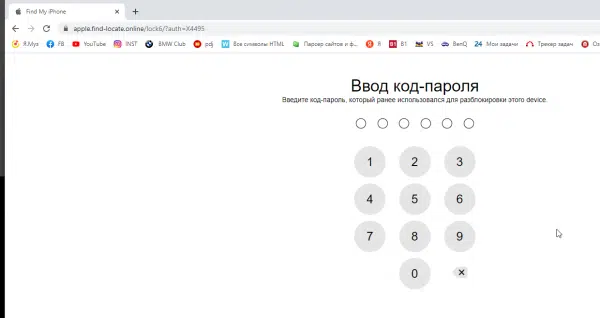 Find My iPhone
apple.find-locate.online/lock6/?auth=X4495
R.Муз FB YouTube INST BMW Club pdj Все символы HTML Парсер сайтов и ф... Я B1 VS BenQ 24 Мои задачи Трекер задач Oz
Ввод код-пароля
Введите код-пароль, который ранее использовался для разблокировки этого device.
1 2 3
4 5 6
7 8 9
0